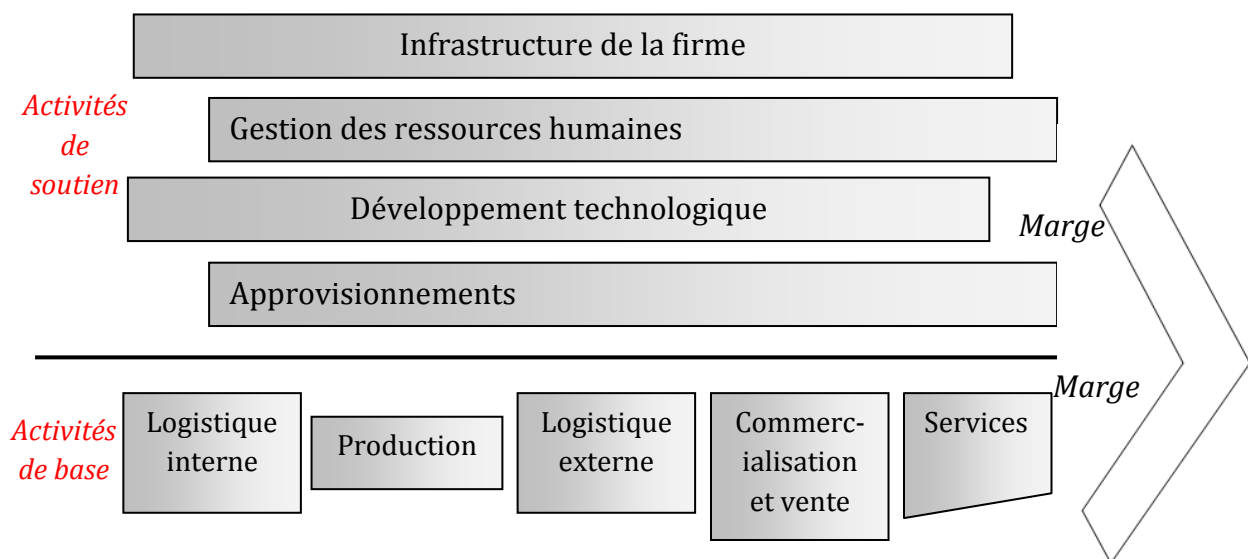 Infrastructure de la firme
Activités
de
soutien
Gestion des ressources humaines
Développement technologique
Marge
Approvisionnements
Marge
Activités
de base
Logistique
interne
Production
Logistique
externe
Commerc-
ialisation
et vente
Services